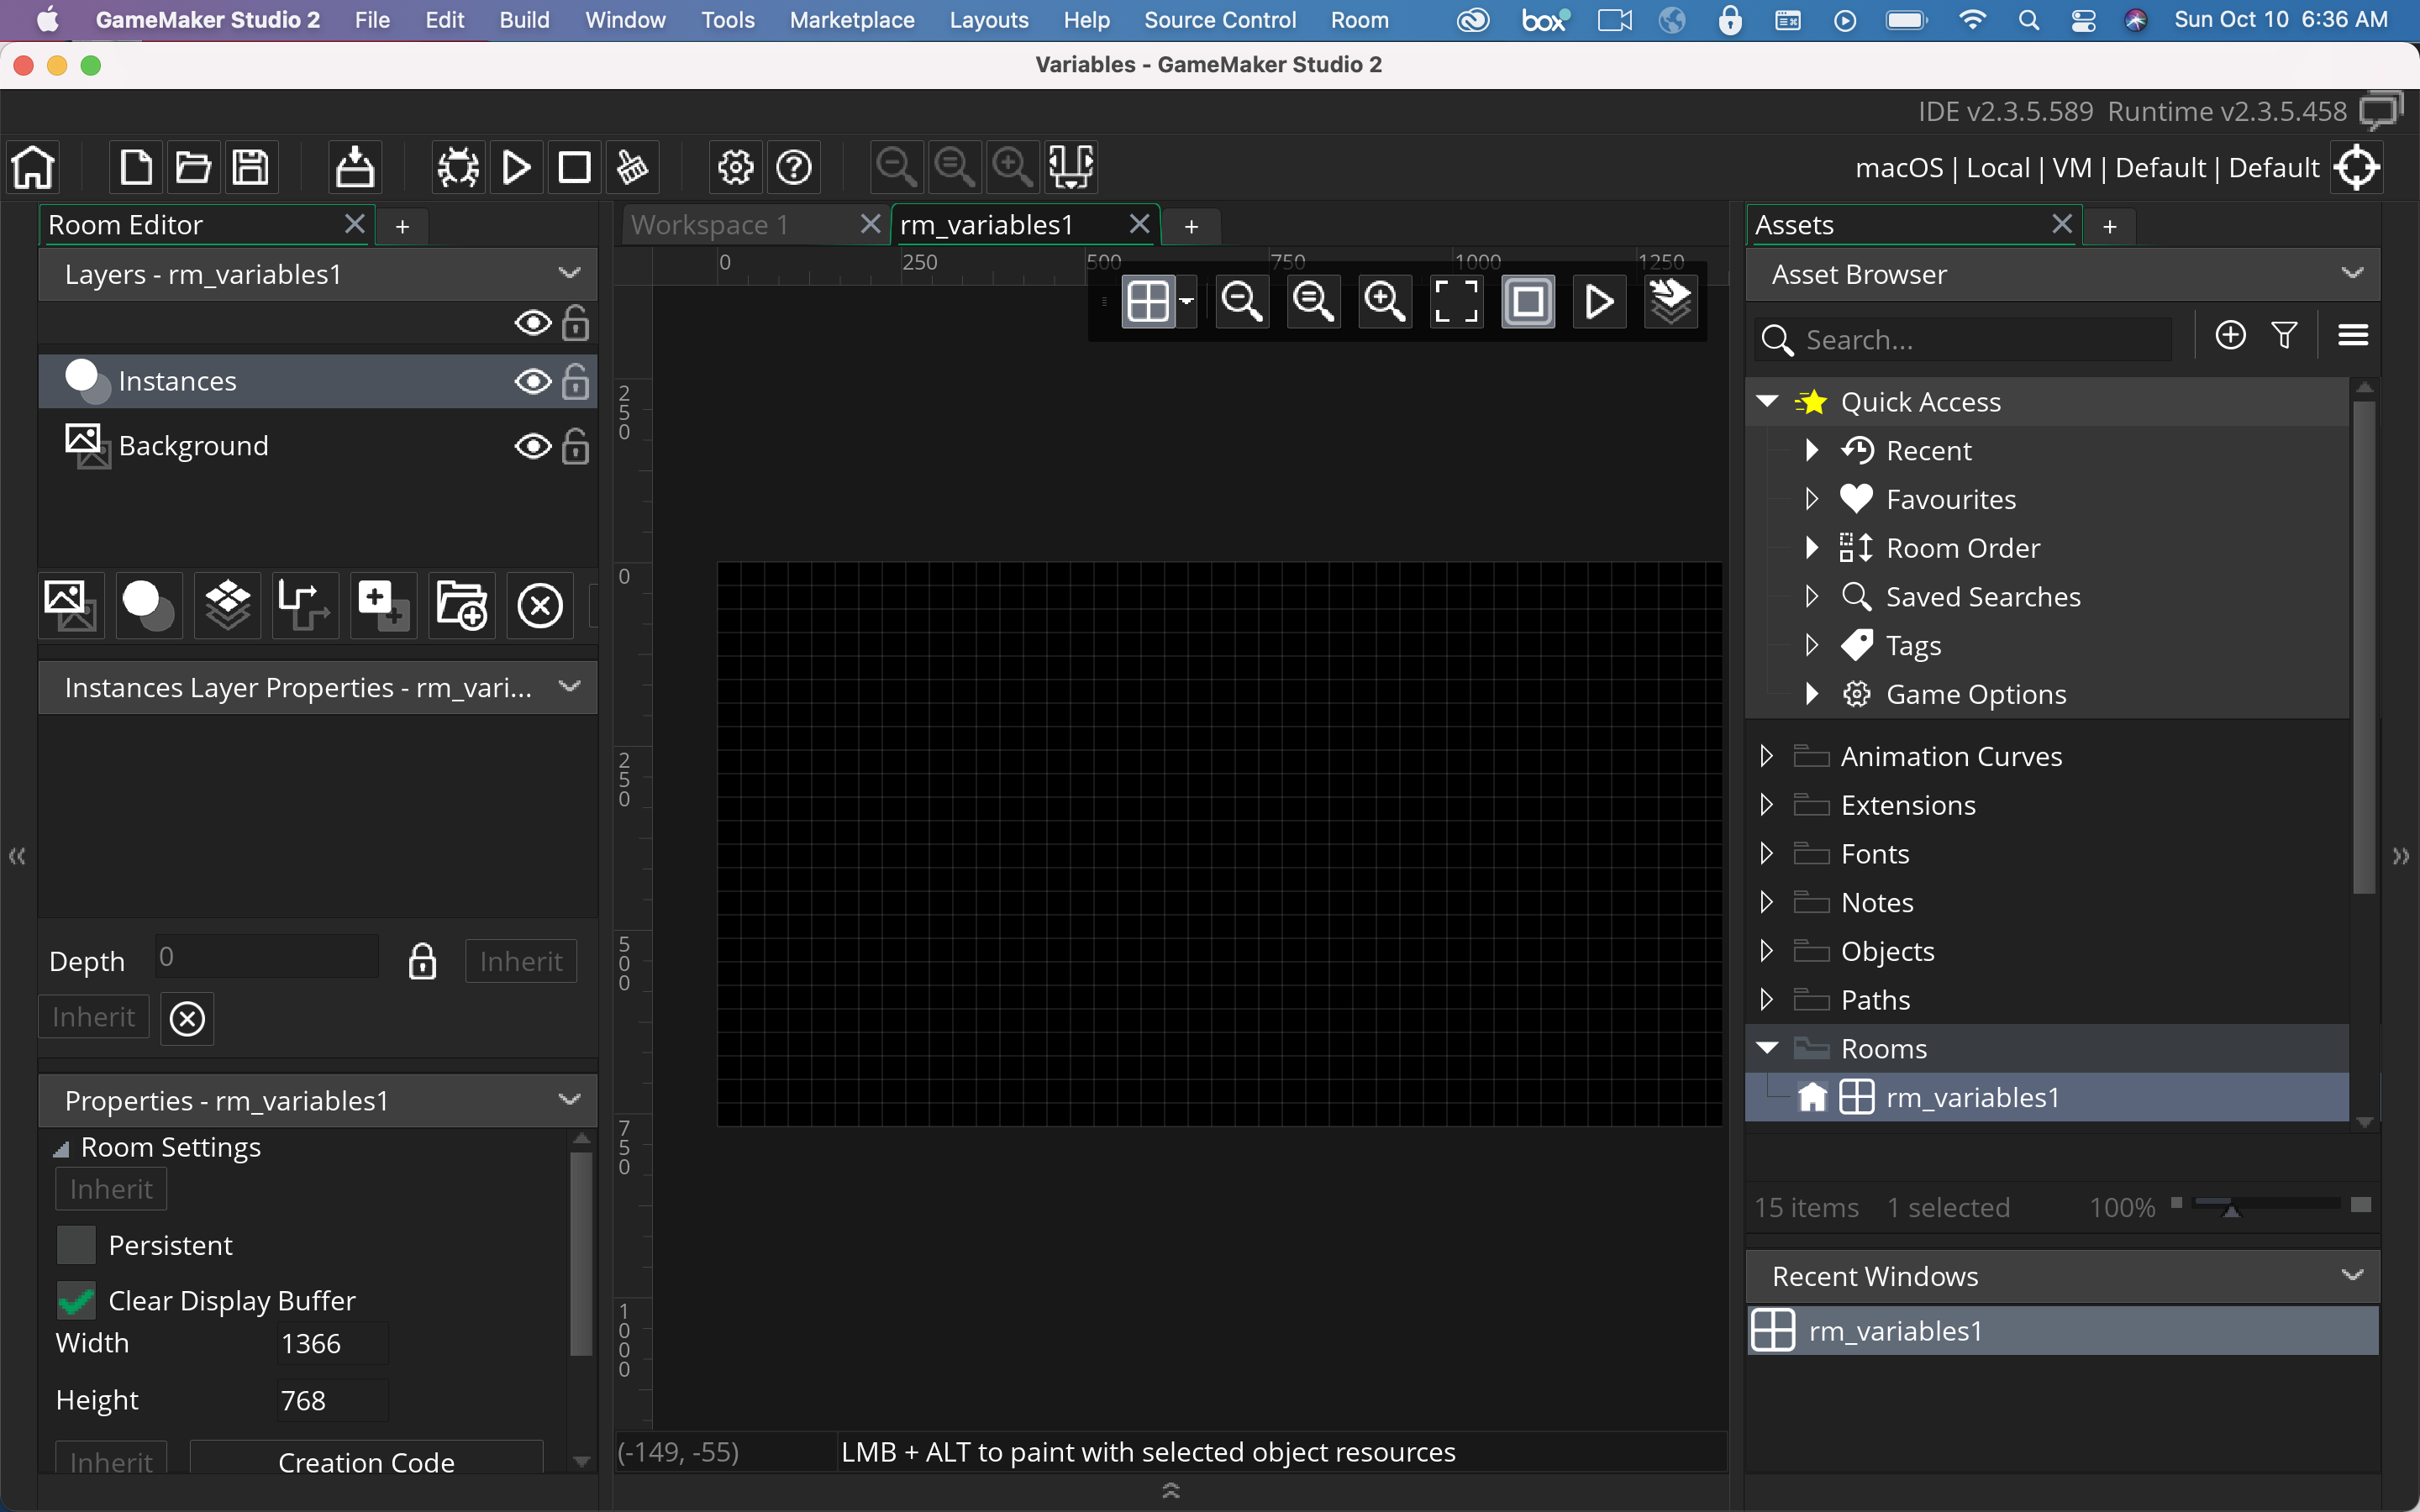 GameMaker Studio 2 File Edit Build Window Tools Marketplace Layouts Help Source Control Room box Sun Oct 10 6:36 AM
Variables - GameMaker Studio 2
IDE v2.3.5.589 Runtime v2.3.5.458
macOS | Local | VM | Default | Default
Room Editor
Layers - rm_variables1
Instances
Background
Instances Layer Properties - rm_vari...
Depth 0 Inherit
Inherit
Properties - rm_variables1
Room Settings
Inherit
Persistent
Clear Display Buffer
Width 1366
Height 768
Inherit Creation Code
Workspace 1 rm_variables1
0 250 500 750 1000 1250
250
0
250
500
750
1000
(-149, -55) LMB + ALT to paint with selected object resources
Assets
Asset Browser
Search...
Quick Access
Recent
Favourites
Room Order
Saved Searches
Tags
Game Options
Animation Curves
Extensions
Fonts
Notes
Objects
Paths
Rooms
rm_variables1
15 items 1 selected 100%
Recent Windows
rm_variables1